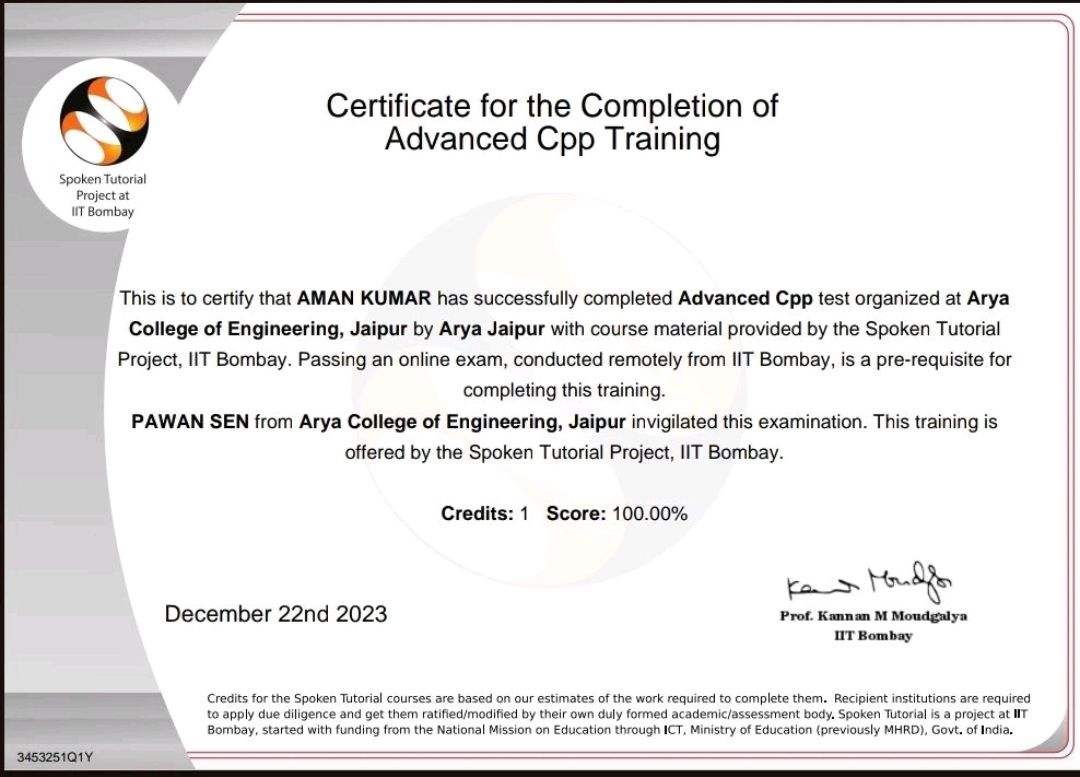 Certificate for the Completion of
Advanced Cpp Training
Spoken Tutorial
Project at
IIT Bombay
This is to certify that AMAN KUMAR has successfully completed Advanced Cpp test organized at Arya
College of Engineering, Jaipur by Arya Jaipur with course material provided by the Spoken Tutorial
Project, IIT Bombay. Passing an online exam, conducted remotely from IIT Bombay, is a pre-requisite for
completing this training.
PAWAN SEN from Arya College of Engineering, Jaipur invigilated this examination. This training is
offered by the Spoken Tutorial Project, IIT Bombay.
Credits: 1 Score: 100.00%
December 22nd 2023
Prof. Kannan M Moudgalya
IIT Bombay
Credits for the Spoken Tutorial courses are based on our estimates of the work required to complete them. Recipient institutions are required
to apply due diligence and get them ratified/modified by their own duly formed academic/assessment body. Spoken Tutorial is a project at IIT
Bombay, started with funding from the National Mission on Education through ICT, Ministry of Education (previously MHRD), Govt. of India.
3453251Q1Y